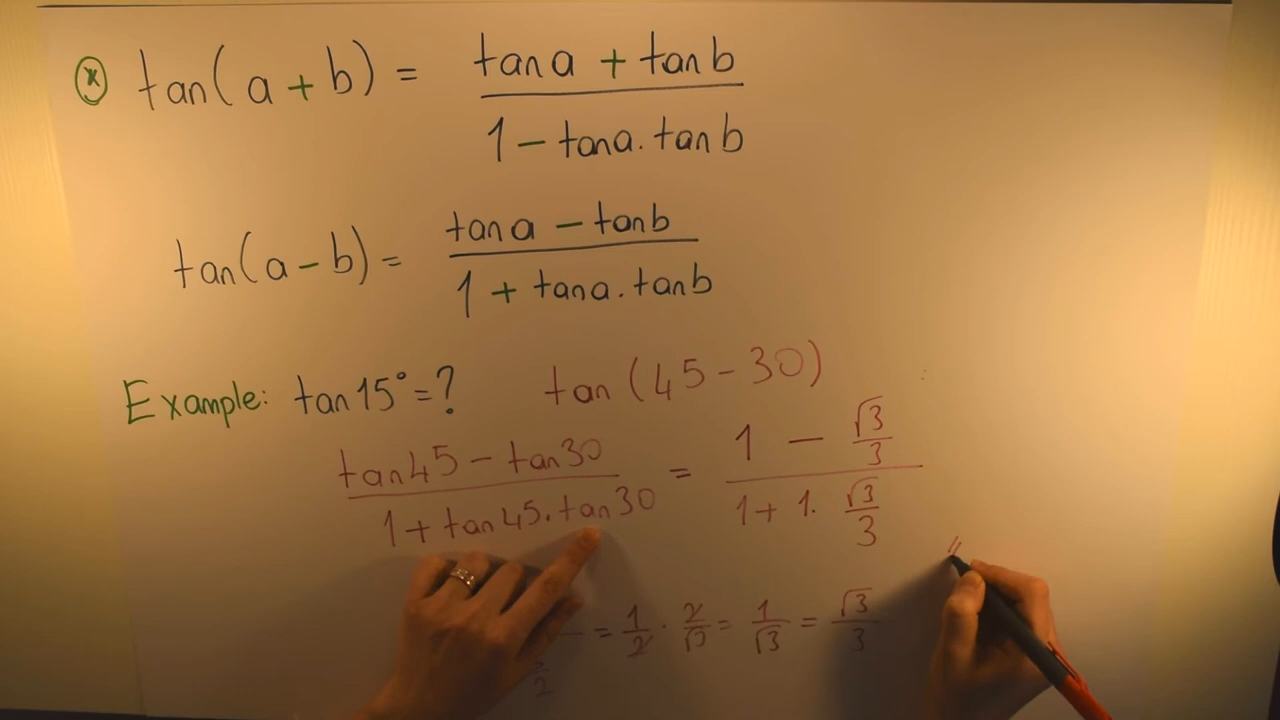 * tan(a+b) = (tan a + tan b) / (1 - tan a . tan b)
tan(a-b) = (tan a - tan b) / (1 + tan a . tan b)
Example: tan 15° = ? tan (45 - 30)
(tan 45 - tan 30) / (1 + tan 45 . tan 30) = (1 - √3/3) / (1 + 1. √3/3)
= 1/2 . 2/√3 = 1/√3 = √3/3